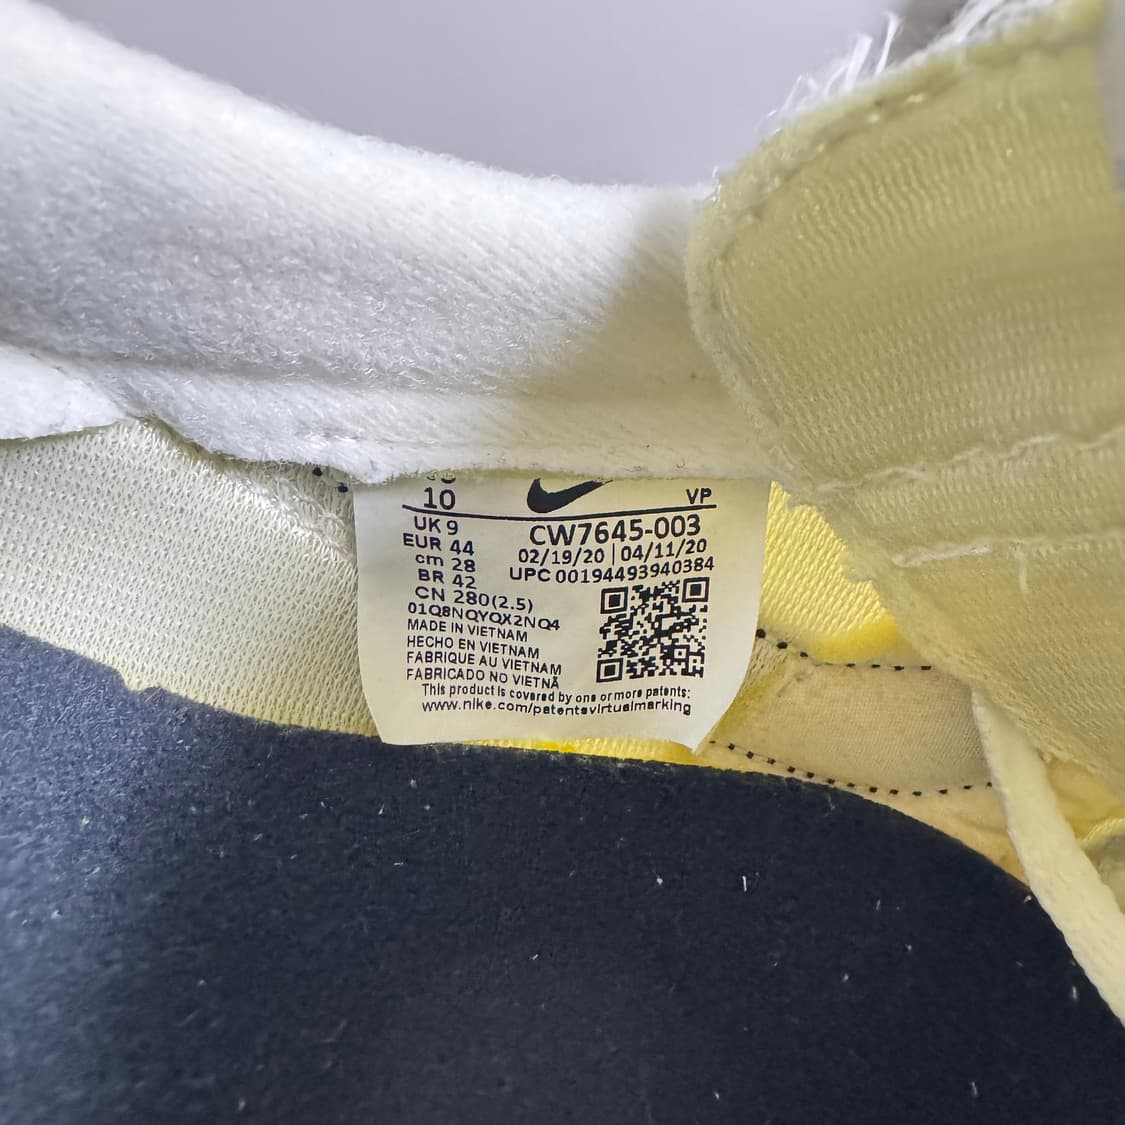 10 VP
UK 9
EUR 44
cm 28
BR 42
CN 280(2.5)
01Q8NQYQX2NQ4
CW7645-003
02/19/20 | 04/11/20
UPC 00194493940384
MADE IN VIETNAM
HECHO EN VIETNAM
FABRIQUE AU VIETNAM
FABRICADO NO VIETNÃ
This product is covered by one or more patents:
www.nike.com/patentsvirtualmarking